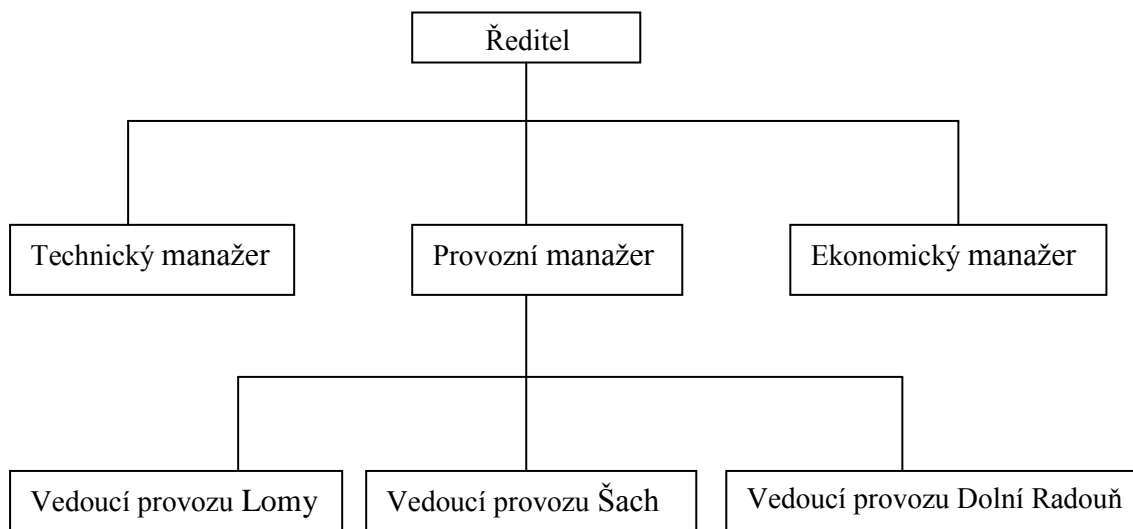 Ředitel
Technický manažer
Provozní manažer
Ekonomický manažer
Vedoucí provozu Lomy
Vedoucí provozu Šach
Vedoucí provozu Dolní Radouň